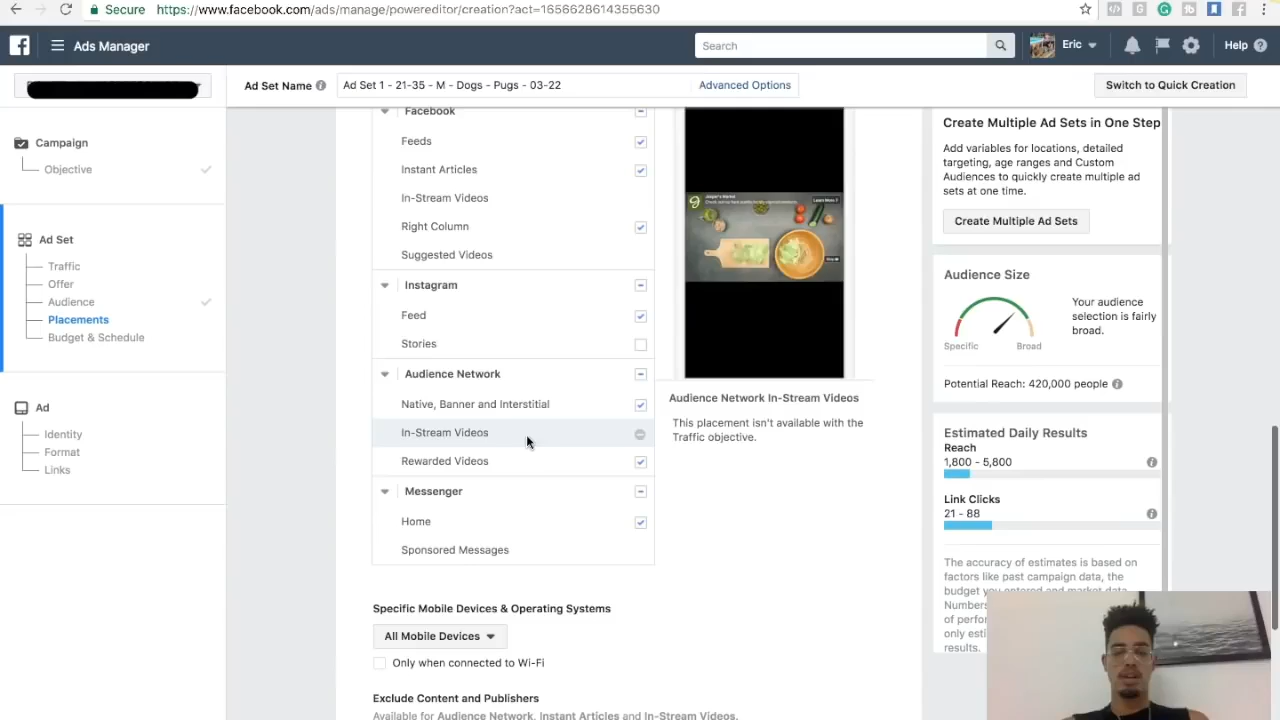 Secure https://www.facebook.com/ads/manage/powereditor/creation?act=1656628614355630
Ads Manager
Search
Eric
Help
Ad Set Name
Ad Set 1 - 21-35 - M - Dogs - Pugs - 03-22
Advanced Options
Switch to Quick Creation
Campaign
Objective
Ad Set
Traffic
Offer
Audience
Placements
Budget & Schedule
Ad
Identity
Format
Links
Facebook
Feeds
Instant Articles
In-Stream Videos
Right Column
Suggested Videos
Instagram
Feed
Stories
Audience Network
Native, Banner and Interstitial
In-Stream Videos
Rewarded Videos
Messenger
Home
Sponsored Messages
Specific Mobile Devices & Operating Systems
All Mobile Devices
Only when connected to Wi-Fi
Exclude Content and Publishers
Available for Audience Network, Instant Articles and In-Stream Videos.
Jasper's Market
Learn More
Audience Network In-Stream Videos
This placement isn't available with the
Traffic objective.
Create Multiple Ad Sets in One Step
Add variables for locations, detailed
targeting, age ranges and Custom
Audiences to quickly create multiple ad
sets at one time.
Create Multiple Ad Sets
Audience Size
Your audience
selection is fairly
broad.
Specific
Broad
Potential Reach: 420,000 people
Estimated Daily Results
Reach
1,800 - 5,800
Link Clicks
21 - 88
The accuracy of estimates is based on
factors like past campaign data, the
budget you entered and market data.
Numbers
of perfor
only esti
results.